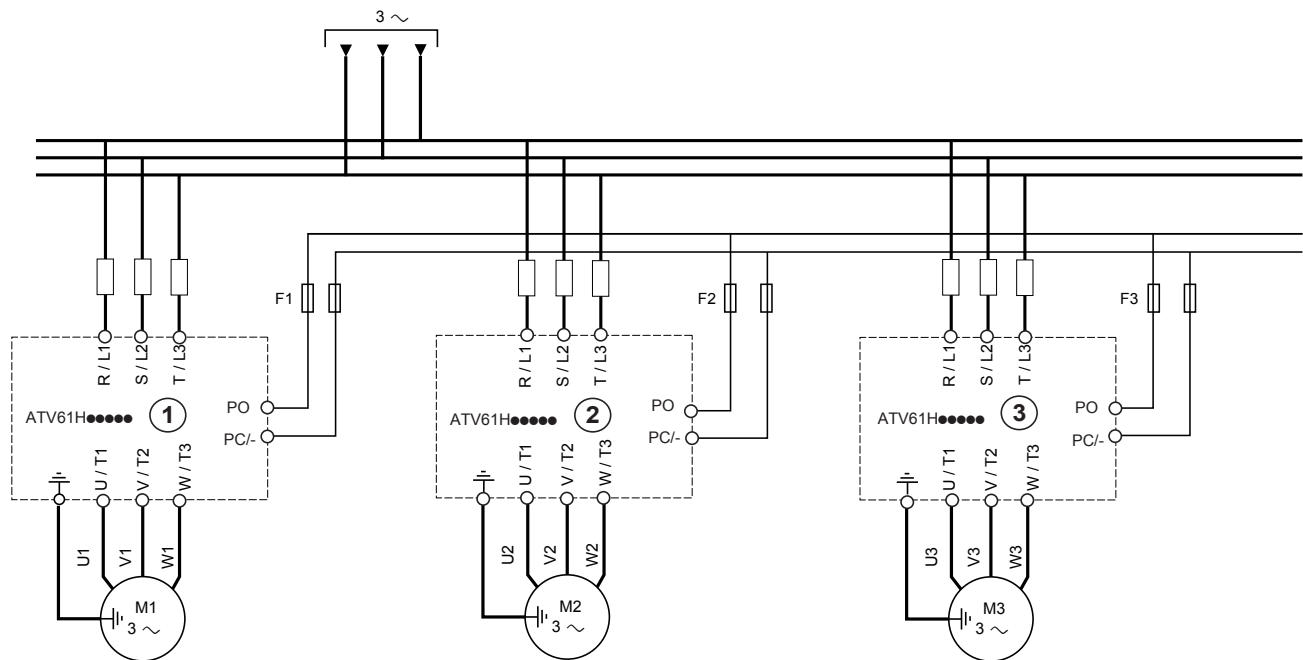 3 ~
F1
F2
F3
R / L1
S / L2
T / L3
R / L1
S / L2
T / L3
R / L1
S / L2
T / L3
ATV61H●●●●●
1
PO
PC/-
ATV61H●●●●●
2
PO
PC/-
ATV61H●●●●●
3
PO
PC/-
U / T1
V / T2
W / T3
U / T1
V / T2
W / T3
U / T1
V / T2
W / T3
U1
V1
W1
U2
V2
W2
U3
V3
W3
M1
3 ~
M2
3 ~
M3
3 ~